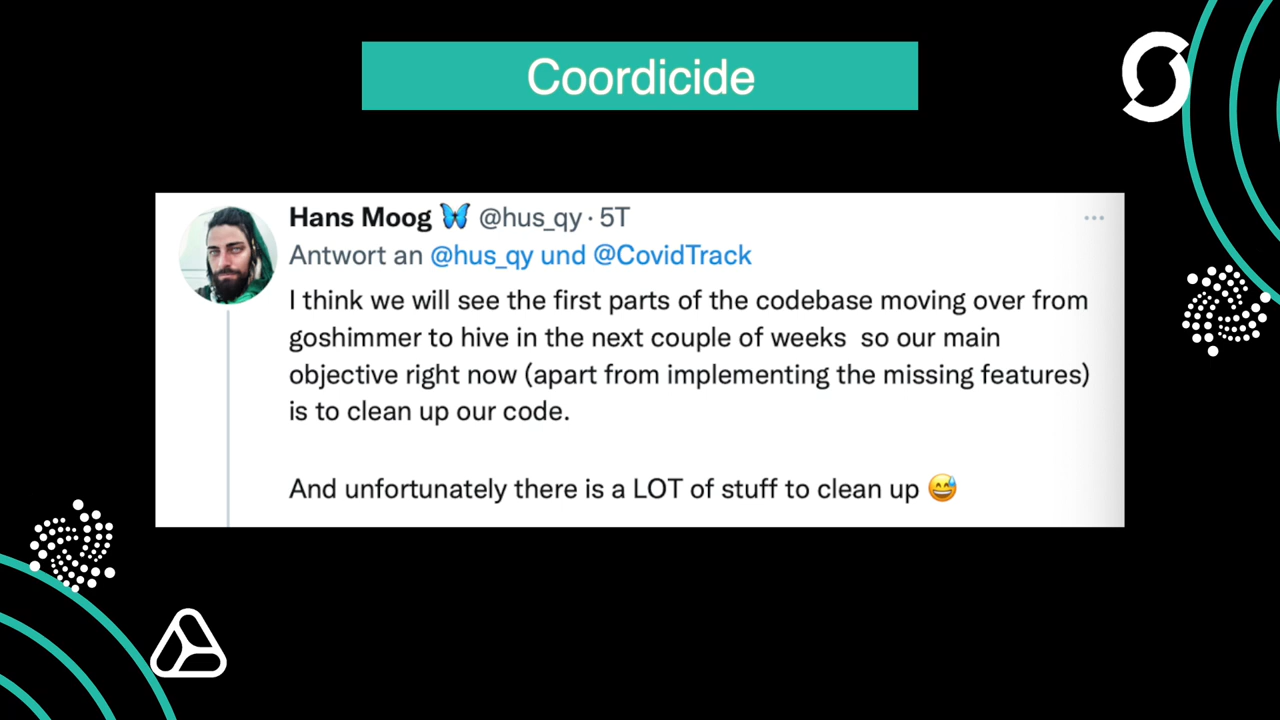 Coordicide
Hans Moog 🦋 @hus_qy · 5T
Antwort an @hus_qy und @CovidTrack
I think we will see the first parts of the codebase moving over from
goshimmer to hive in the next couple of weeks  so our main
objective right now (apart from implementing the missing features)
is to clean up our code.
And unfortunately there is a LOT of stuff to clean up 😅